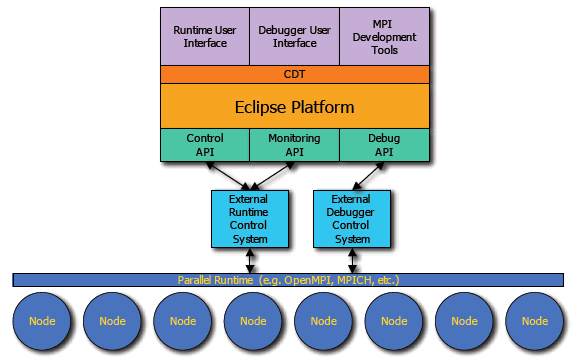 Runtime User
Interface
Debugger User
Interface
MPI
Development
Tools
CDT
Eclipse Platform
Control
API
Monitoring
API
Debug
API
External
Runtime
Control
System
External
Debugger
Control
System
Parallel Runtime (e.g. OpenMPI, MPICH, etc.)
Node
Node
Node
Node
Node
Node
Node
Node